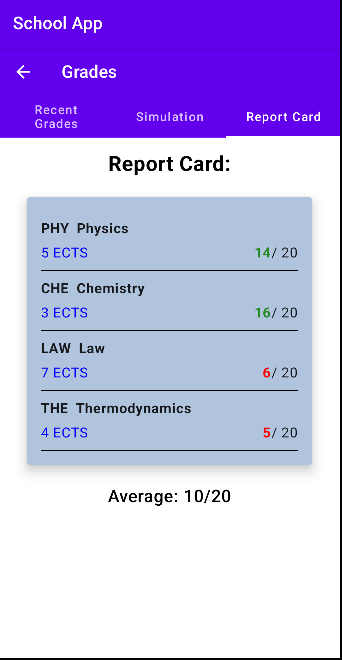 School App
Grades
Recent
Grades
Simulation
Report Card
Report Card:
PHY Physics
5 ECTS 14/ 20
CHE Chemistry
3 ECTS 16/ 20
LAW Law
7 ECTS 6/ 20
THE Thermodynamics
4 ECTS 5/ 20
Average: 10/20